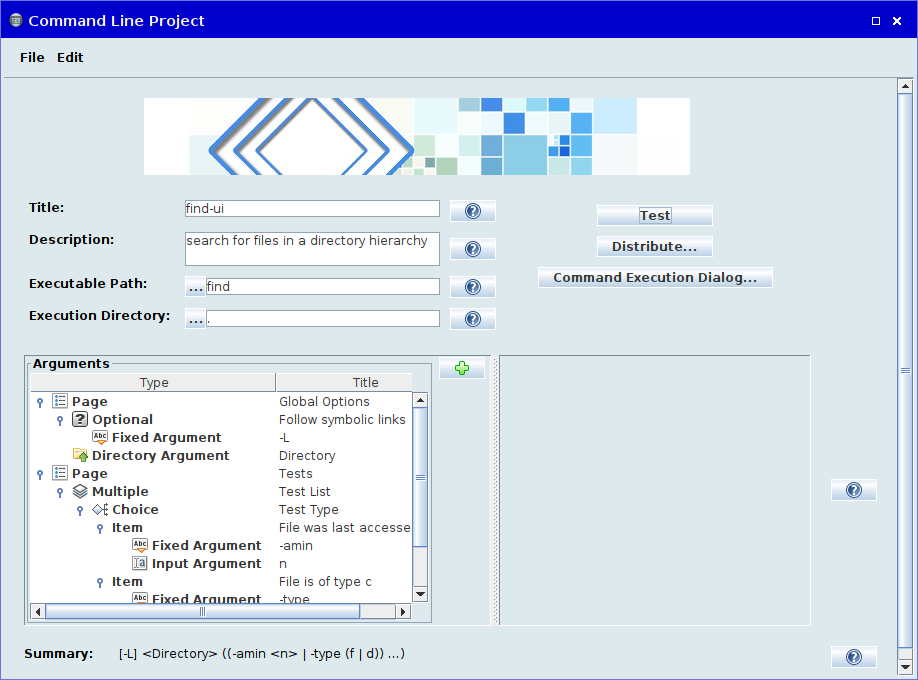 Command Line Project
File Edit
Title: find-ui
Test
Description: search for files in a directory hierarchy
Distribute...
Executable Path: ... find
Command Execution Dialog...
Execution Directory: ... .
Arguments
Type Title
Page Global Options
Optional Follow symbolic links
Fixed Argument -L
Directory Argument Directory
Page Tests
Multiple Test List
Choice Test Type
Item File was last accesse
Fixed Argument -amin
Input Argument n
Item File is of type c
Fixed Argument -type
Summary: [-L] <Directory> ((-amin <n> | -type (f | d)) ...)